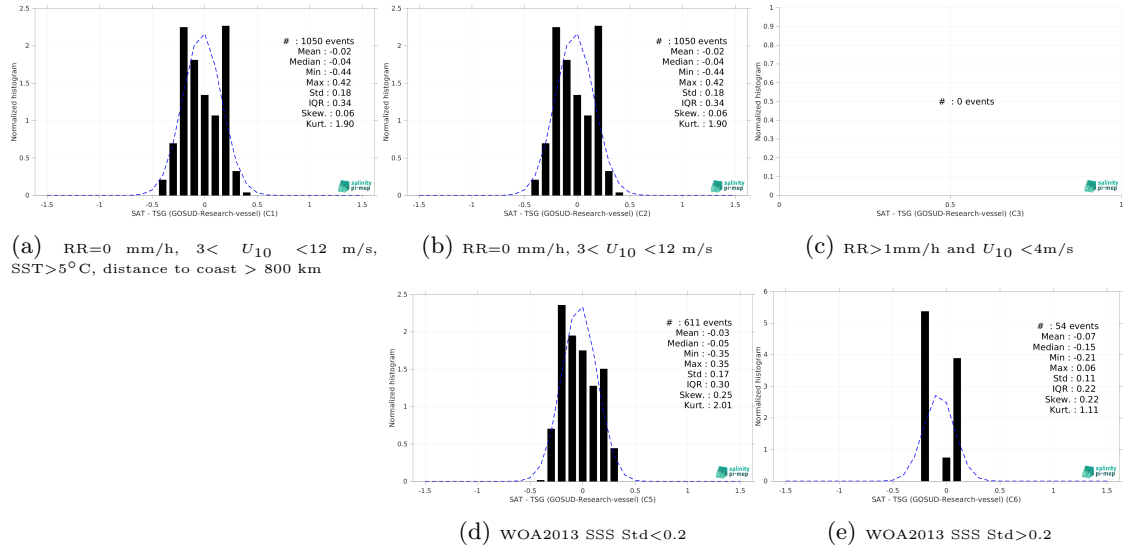 2.5
2
1.5
1
0.5
0
Normalized histogram
# : 1050 events
Mean : -0.02
Median : -0.04
Min : -0.44
Max : 0.42
Std : 0.18
IQR : 0.34
Skew. : 0.06
Kurt. : 1.90
salinity
pi-mep
-1.5 -1 -0.5 0 0.5 1 1.5
SAT - TSG (GOSUD-Research-vessel) (C1)
(a) RR=0 mm/h, 3< U10 <12 m/s,
SST>5°C, distance to coast > 800 km
2.5
2
1.5
1
0.5
0
Normalized histogram
# : 1050 events
Mean : -0.02
Median : -0.04
Min : -0.44
Max : 0.42
Std : 0.18
IQR : 0.34
Skew. : 0.06
Kurt. : 1.90
salinity
pi-mep
-1.5 -1 -0.5 0 0.5 1 1.5
SAT - TSG (GOSUD-Research-vessel) (C2)
(b) RR=0 mm/h, 3< U10 <12 m/s
1
0.9
0.8
0.7
0.6
0.5
0.4
0.3
0.2
0.1
0
Normalized histogram
# : 0 events
salinity
pi-mep
0 0.5 1
SAT - TSG (GOSUD-Research-vessel) (C3)
(c) RR>1mm/h and U10 <4m/s
2.5
2
1.5
1
0.5
0
Normalized histogram
# : 611 events
Mean : -0.03
Median : -0.05
Min : -0.35
Max : 0.35
Std : 0.17
IQR : 0.30
Skew. : 0.25
Kurt. : 2.01
salinity
pi-mep
-1.5 -1 -0.5 0 0.5 1 1.5
SAT - TSG (GOSUD-Research-vessel) (C5)
(d) WOA2013 SSS Std<0.2
6
5
4
3
2
1
0
Normalized histogram
# : 54 events
Mean : -0.07
Median : -0.15
Min : -0.21
Max : 0.06
Std : 0.11
IQR : 0.22
Skew. : 0.22
Kurt. : 1.11
salinity
pi-mep
-1.5 -1 -0.5 0 0.5 1 1.5
SAT - TSG (GOSUD-Research-vessel) (C6)
(e) WOA2013 SSS Std>0.2